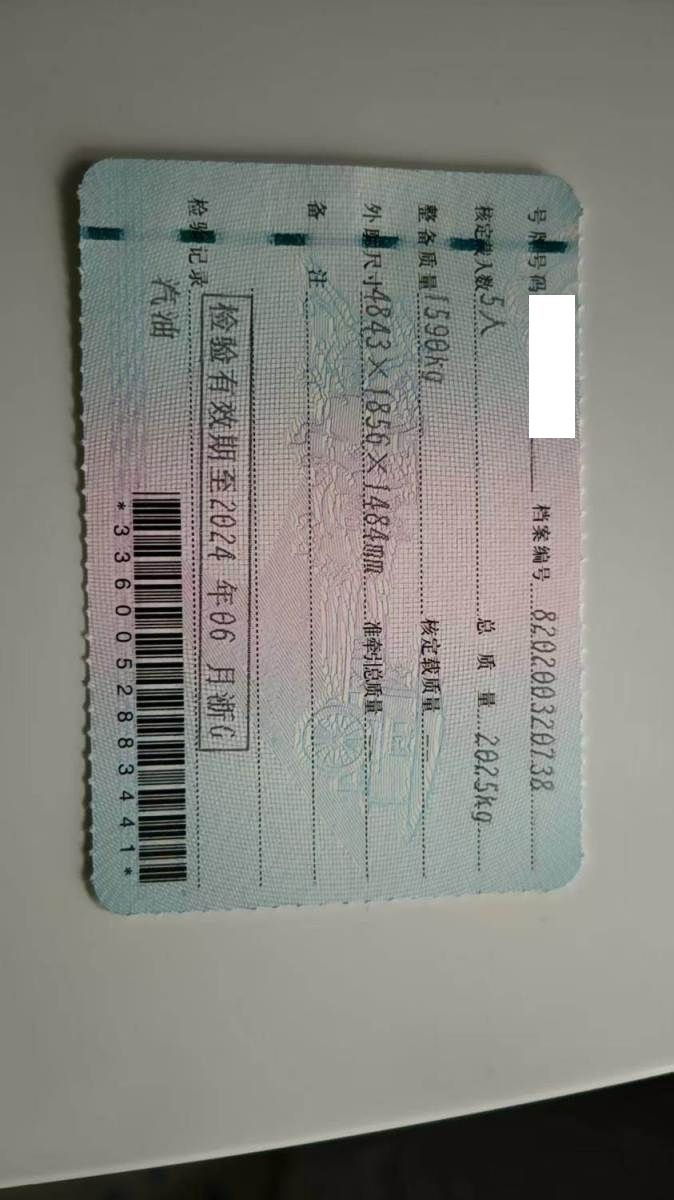 号牌号码 档案编号 820200320738
核定载人数 5人 总质量 2025kg
整备质量 1590kg 核定载质量 --
外廓尺寸 4843×1856×1484mm 准牵引总质量 --
备注
检验记录 检验有效期至2024年06月浙G
汽油
*3360052883441*